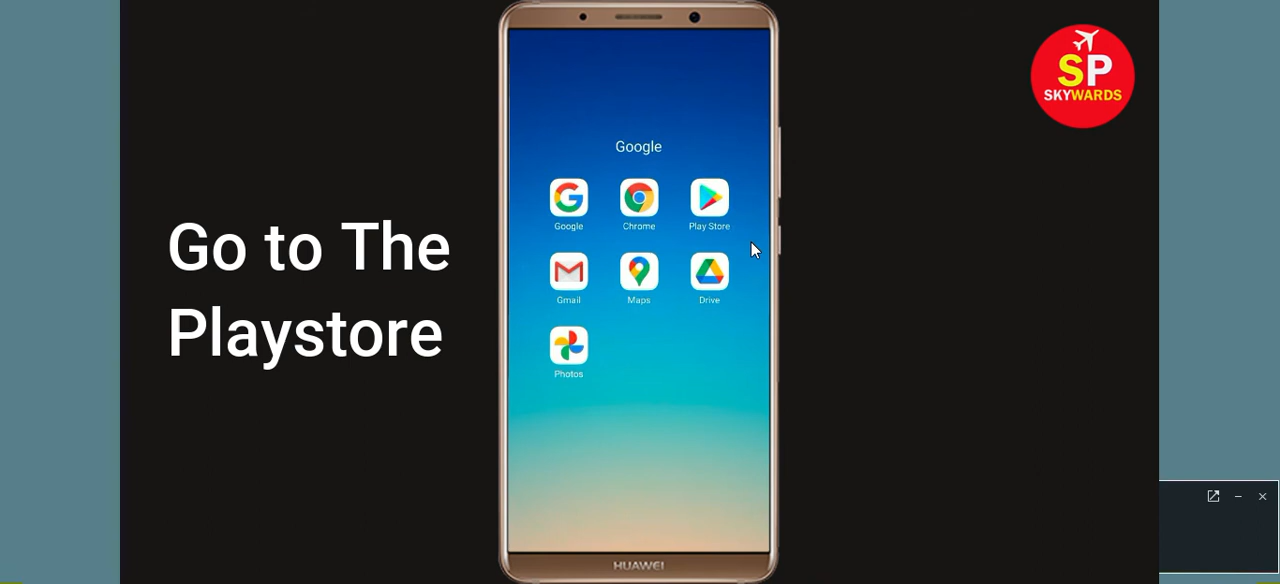 SP
SKYWARDS
Google
Google
Chrome
Play Store
Go to The
Playstore
Gmail
Maps
Drive
Photos
HUAWEI